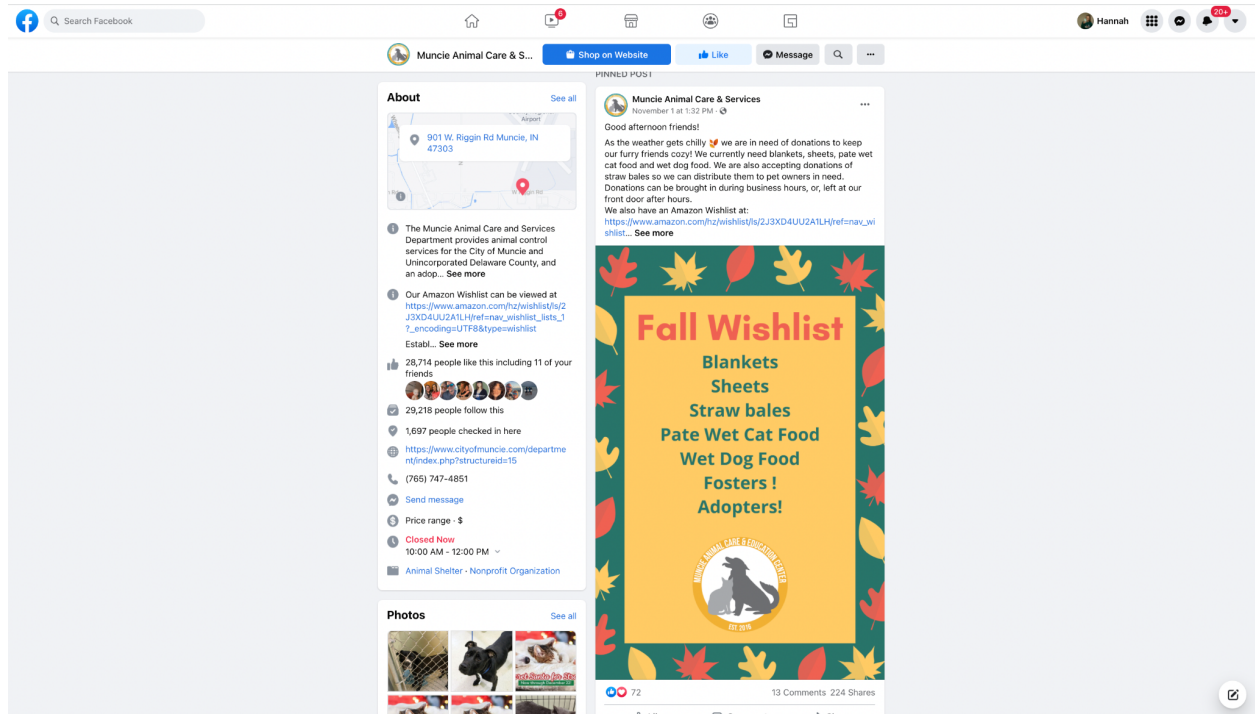 Search Facebook
6
Hannah
20+
Muncie Animal Care & S...
Shop on Website
Like
Message
About
See all
Airport
901 W. Riggin Rd Muncie, IN
47303
The Muncie Animal Care and Services
Department provides animal control
services for the City of Muncie and
Unincorporated Delaware County, and
an adop... See more
Our Amazon Wishlist can be viewed at
https://www.amazon.com/hz/wishlist/ls/2
J3XD4UU2A1LH/ref=nav_wishlist_lists_1
?_encoding=UTF8&type=wishlist
Establ... See more
28,714 people like this including 11 of your
friends
29,218 people follow this
1,697 people checked in here
https://www.cityofmuncie.com/departme
nt/index.php?structureid=15
(765) 747-4851
Send message
Price range · $
Closed Now
10:00 AM - 12:00 PM
Animal Shelter · Nonprofit Organization
Photos
See all
PINNED POST
Muncie Animal Care & Services
November 1 at 1:32 PM ·
Good afternoon friends!
As the weather gets chilly 🍂 we are in need of donations to keep
our furry friends cozy! We currently need blankets, sheets, pate wet
cat food and wet dog food. We are also accepting donations of
straw bales so we can distribute them to pet owners in need.
Donations can be brought in during business hours, or, left at our
front door after hours.
We also have an Amazon Wishlist at:
https://www.amazon.com/hz/wishlist/ls/2J3XD4UU2A1LH/ref=nav_wi
shlist... See more
Fall Wishlist
Blankets
Sheets
Straw bales
Pate Wet Cat Food
Wet Dog Food
Fosters !
Adopters!
MUNCIE ANIMAL CARE & EDUCATION CENTER
EST. 2016
72
13 Comments 224 Shares